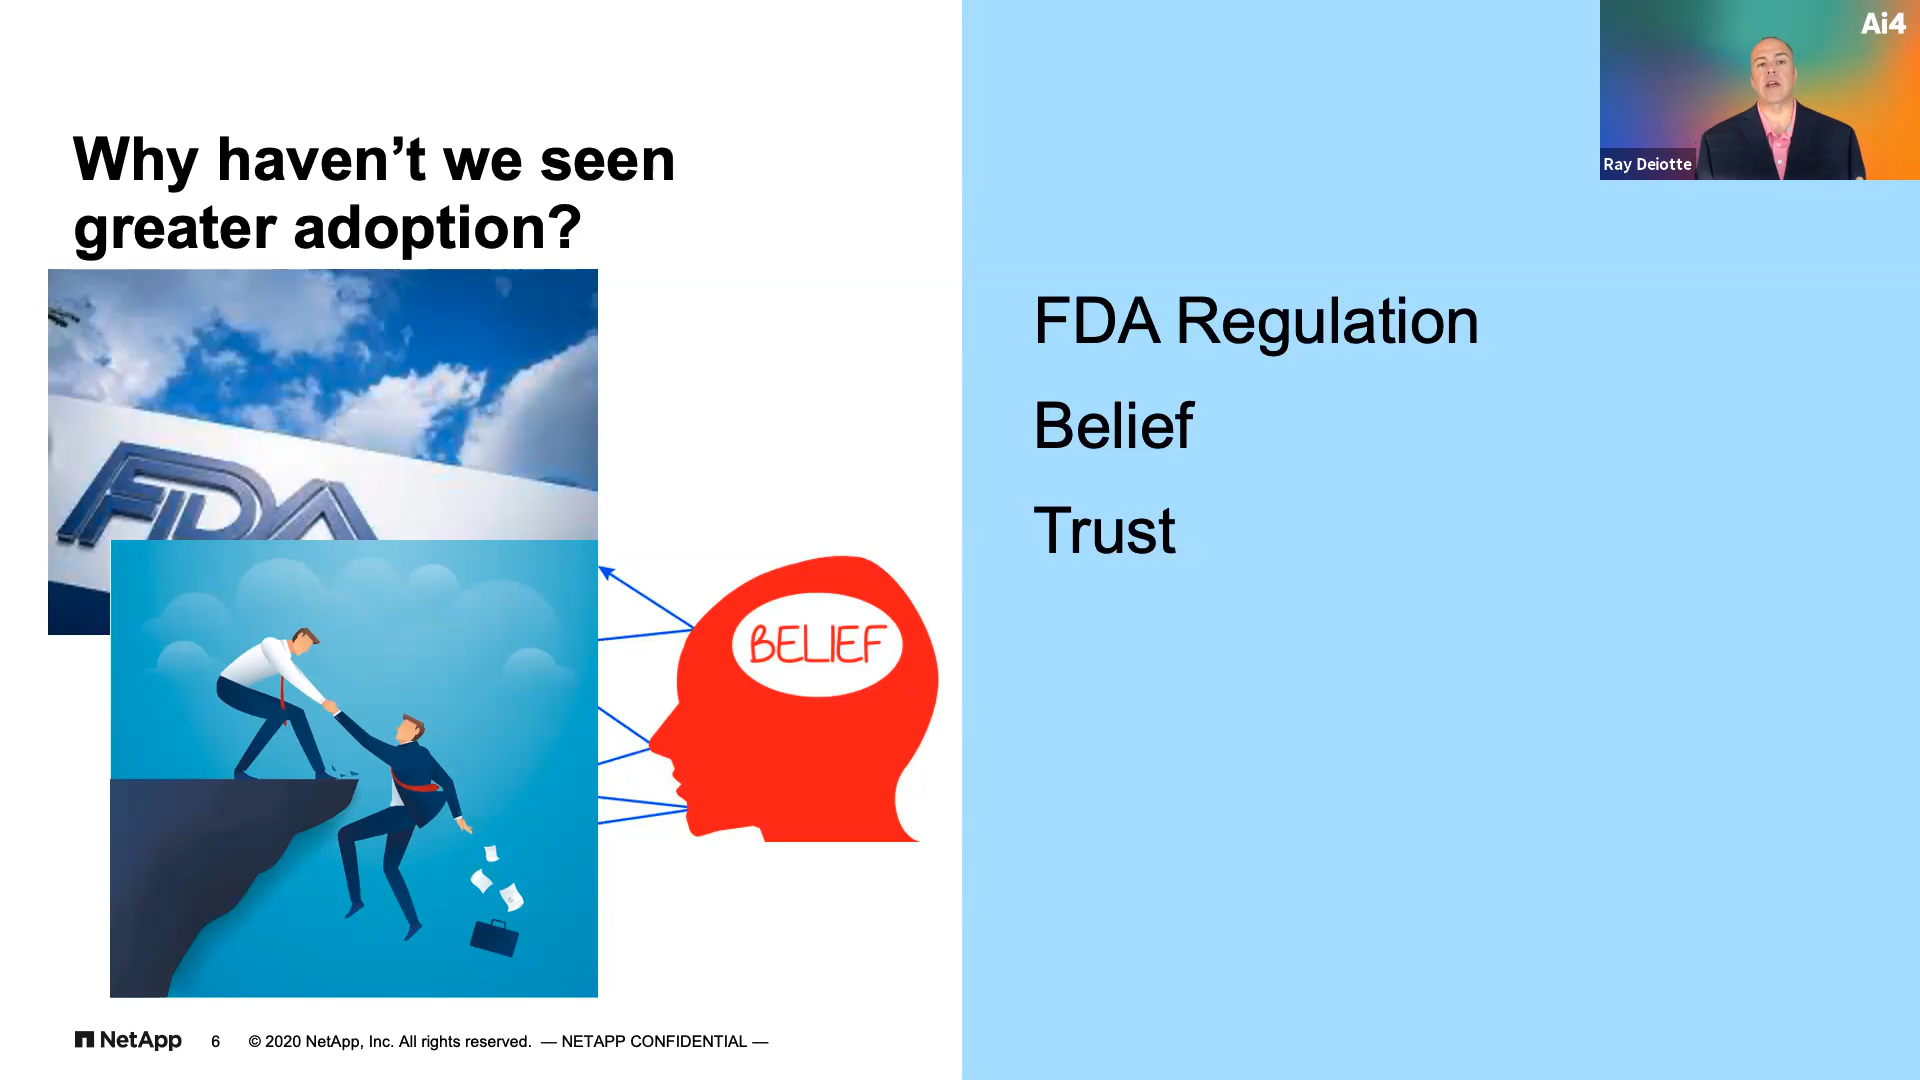 Ai4
Ray Deiotte
Why haven’t we seen
greater adoption?
FDA
BELIEF
FDA Regulation
Belief
Trust
NetApp 6 © 2020 NetApp, Inc. All rights reserved. — NETAPP CONFIDENTIAL —